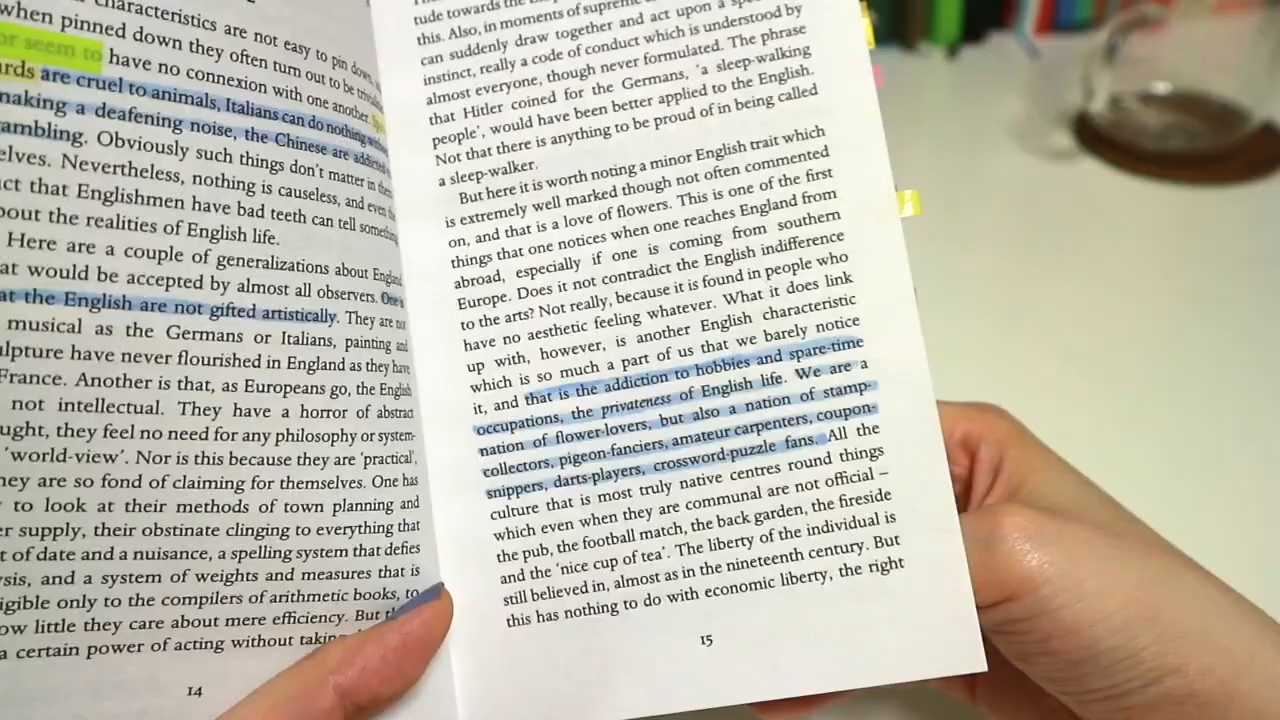 characteristics are not easy to pin down,
when pinned down they often turn out to be
or seem to have no connexion with one another.
are cruel to animals, Italians can do nothing
making a deafening noise, the Chinese are
Obviously such things don't matter in
Nevertheless, nothing is causeless, and even
that Englishmen have bad teeth can tell
the realities of English life.
Here are a couple of generalizations about
would be accepted by almost all observers. One
the English are not gifted artistically. They are
musical as the Germans or Italians, painting and
have never flourished in England as they have
France. Another is that, as Europeans go, the English
not intellectual. They have a horror of abstract
they feel no need for any philosophy or system-
'world-view'. Nor is this because they are 'practical',
they are so fond of claiming for themselves. One has
to look at their methods of town planning and
supply, their obstinate clinging to everything that
of date and a nuisance, a spelling system that defies
and a system of weights and measures that is
only to the compilers of arithmetic books, to
how little they care about mere efficiency. But
a certain power of acting without
14
tude towards the
this. Also, in moments of supreme
can suddenly draw together and act upon a
instinct, really a code of conduct which is understood by
almost everyone, though never formulated. The phrase
that Hitler coined for the Germans, 'a sleep-walking
people', would have been better applied to the English.
Not that there is anything to be proud of in being called
a sleep-walker.
But here it is worth noting a minor English trait which
is extremely well marked though not often commented
on, and that is a love of flowers. This is one of the first
things that one notices when one reaches England from
abroad, especially if one is coming from southern
Europe. Does it not contradict the English indifference
to the arts? Not really, because it is found in people who
have no aesthetic feeling whatever. What it does link
up with, however, is another English characteristic
which is so much a part of us that we barely notice
it, and that is the addiction to hobbies and spare-time
occupations, the privateness of English life. We are a
nation of flower-lovers, but also a nation of stamp-
collectors, pigeon-fanciers, amateur carpenters, coupon-
snippers, darts-players, crossword-puzzle fans. All the
culture that is most truly native centres round things
which even when they are communal are not official –
the pub, the football match, the back garden, the fireside
and the 'nice cup of tea'. The liberty of the individual is
still believed in, almost as in the nineteenth century. But
this has nothing to do with economic liberty, the right
15